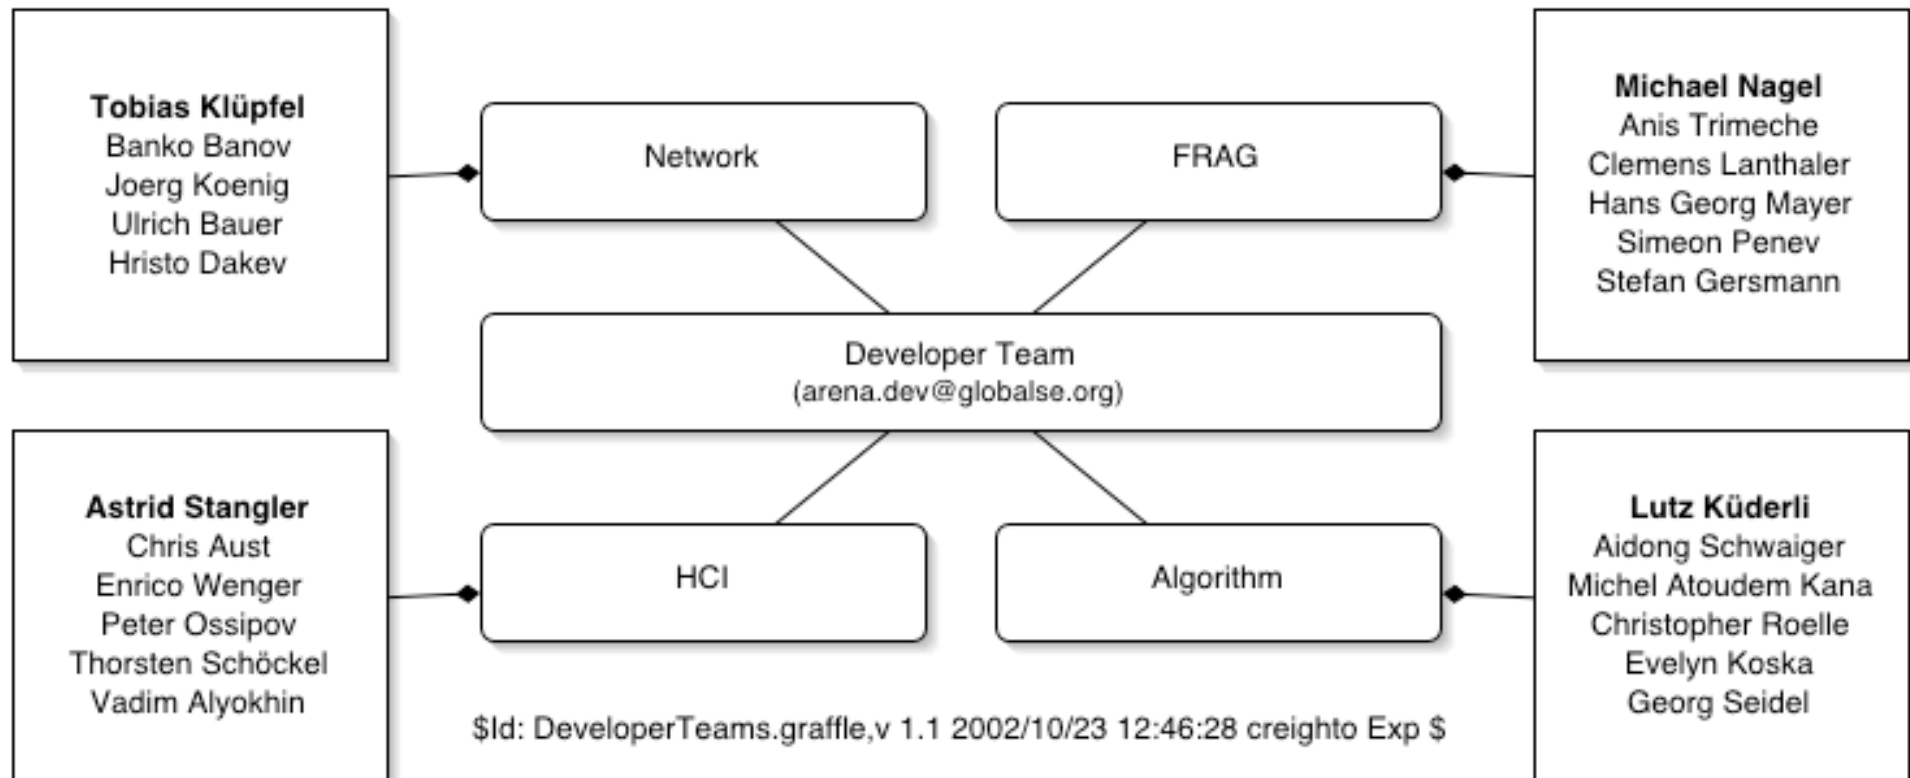 Tobias Klüpfel
Banko Banov
Joerg Koenig
Ulrich Bauer
Hristo Dakev
Network
FRAG
Michael Nagel
Anis Trimeche
Clemens Lanthaler
Hans Georg Mayer
Simeon Penev
Stefan Gersmann
Developer Team
(arena.dev@globalse.org)
Astrid Stangler
Chris Aust
Enrico Wenger
Peter Ossipov
Thorsten Schöckel
Vadim Alyokhin
HCI
Algorithm
Lutz Küderli
Aidong Schwaiger
Michel Atoudem Kana
Christopher Roelle
Evelyn Koska
Georg Seidel
$Id: DeveloperTeams.graffle,v 1.1 2002/10/23 12:46:28 creighto Exp $